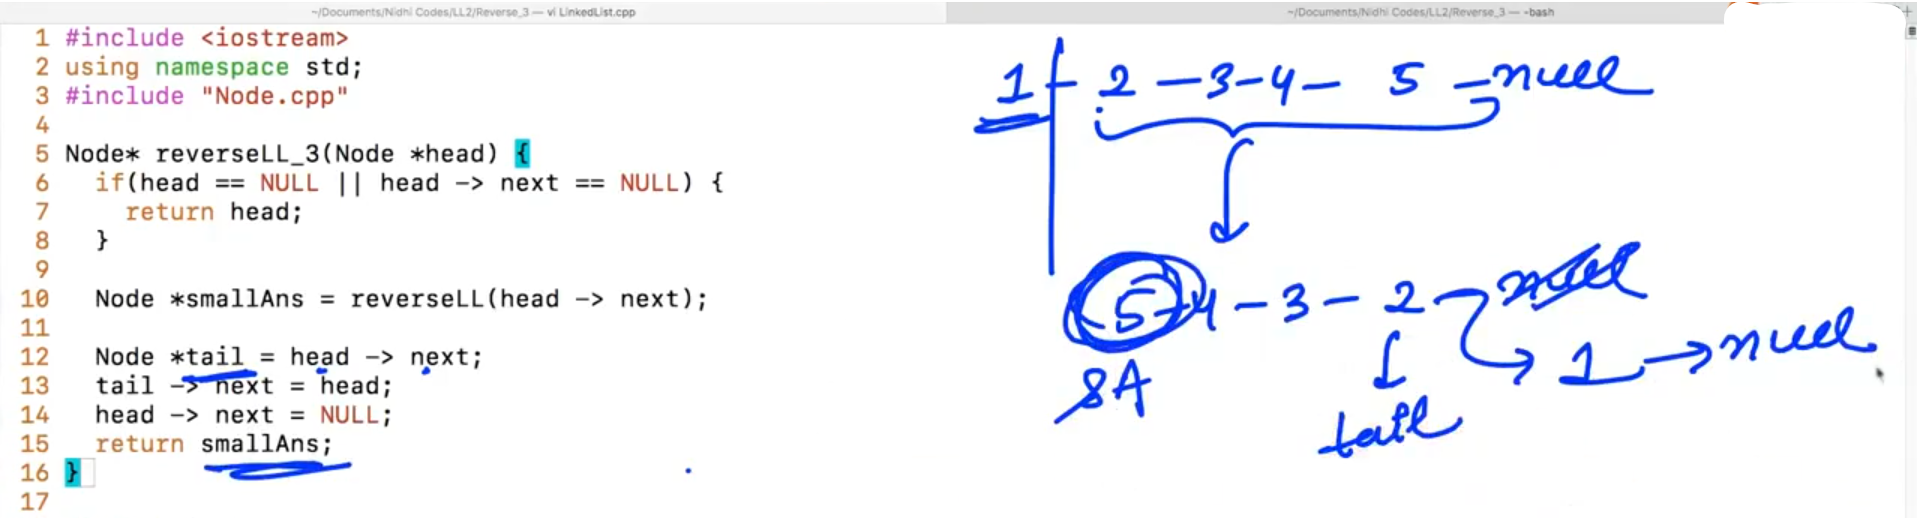 ~/Documents/Nidhi Codes/LL2/Reverse_3 — vi LinkedList.cpp
~/Documents/Nidhi Codes/LL2/Reverse_3 — -bash
1 #include <iostream>
2 using namespace std;
3 #include "Node.cpp"
4
5 Node* reverseLL_3(Node *head) {
6   if(head == NULL || head -> next == NULL) {
7     return head;
8   }
9
10   Node *smallAns = reverseLL(head -> next);
11
12   Node *tail = head -> next;
13   tail -> next = head;
14   head -> next = NULL;
15   return smallAns;
16 }
17
1 - 2 - 3 - 4 - 5 - null
5 - 4 - 3 - 2 null
1 → null
SA
tail